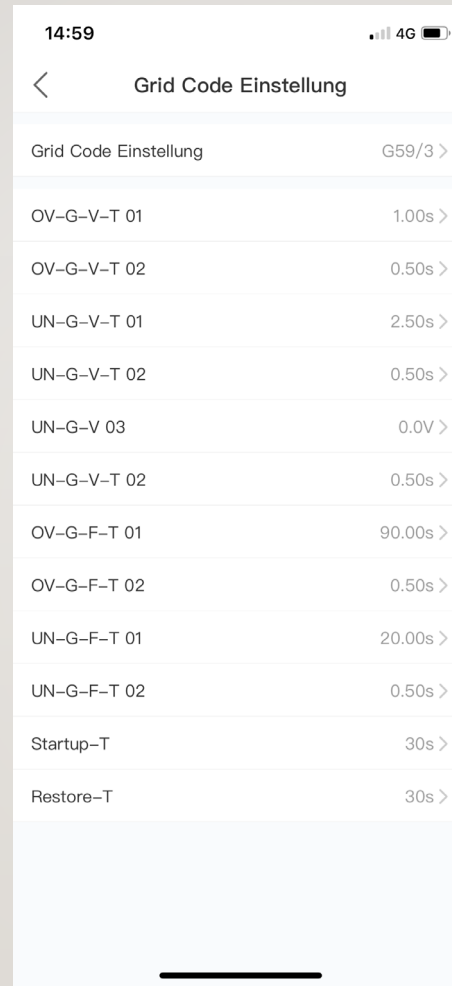 14:59
4G
Grid Code Einstellung
Grid Code Einstellung G59/3
OV-G-V-T 01 1.00s
OV-G-V-T 02 0.50s
UN-G-V-T 01 2.50s
UN-G-V-T 02 0.50s
UN-G-V 03 0.0V
UN-G-V-T 02 0.50s
OV-G-F-T 01 90.00s
OV-G-F-T 02 0.50s
UN-G-F-T 01 20.00s
UN-G-F-T 02 0.50s
Startup-T 30s
Restore-T 30s